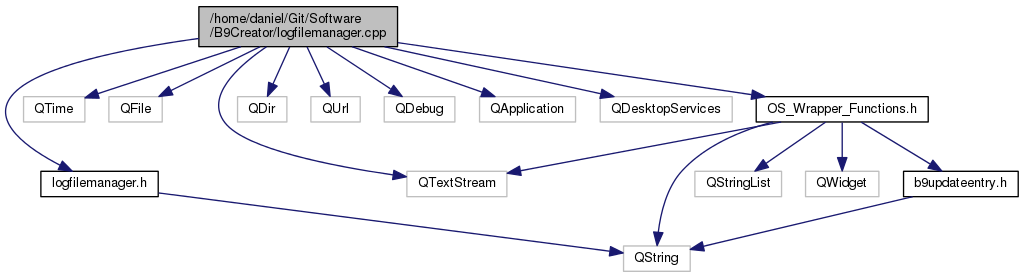 /home/daniel/Git/Software
/B9Creator/logfilemanager.cpp
QTime
QFile
QDir
QUrl
QDebug
QApplication
QDesktopServices
OS_Wrapper_Functions.h
logfilemanager.h
QTextStream
QStringList
QWidget
b9updateentry.h
QString